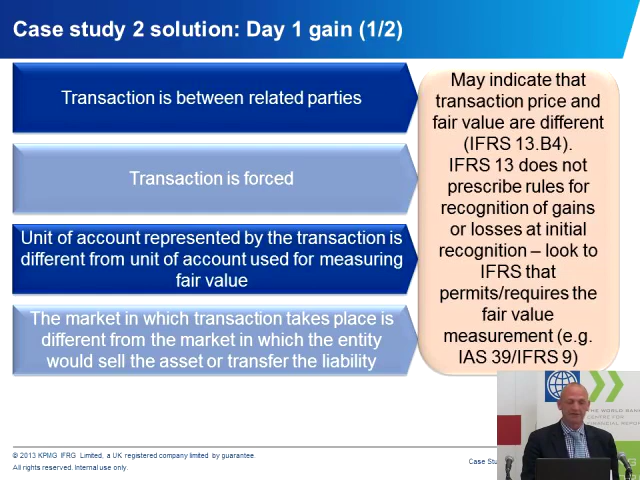 Case study 2 solution: Day 1 gain (1/2)
Transaction is between related parties
Transaction is forced
Unit of account represented by the transaction is
different from unit of account used for measuring
fair value
The market in which transaction takes place is
different from the market in which the entity
would sell the asset or transfer the liability
May indicate that
transaction price and
fair value are different
(IFRS 13.B4).
IFRS 13 does not
prescribe rules for
recognition of gains
or losses at initial
recognition – look to
IFRS that
permits/requires the
fair value
measurement (e.g.
IAS 39/IFRS 9)
THE WORLD BANK
CENTRE FOR
FINANCIAL REPOR
© 2013 KPMG IFRG Limited, a UK registered company limited by guarantee.
All rights reserved. Internal use only.
Case Stu